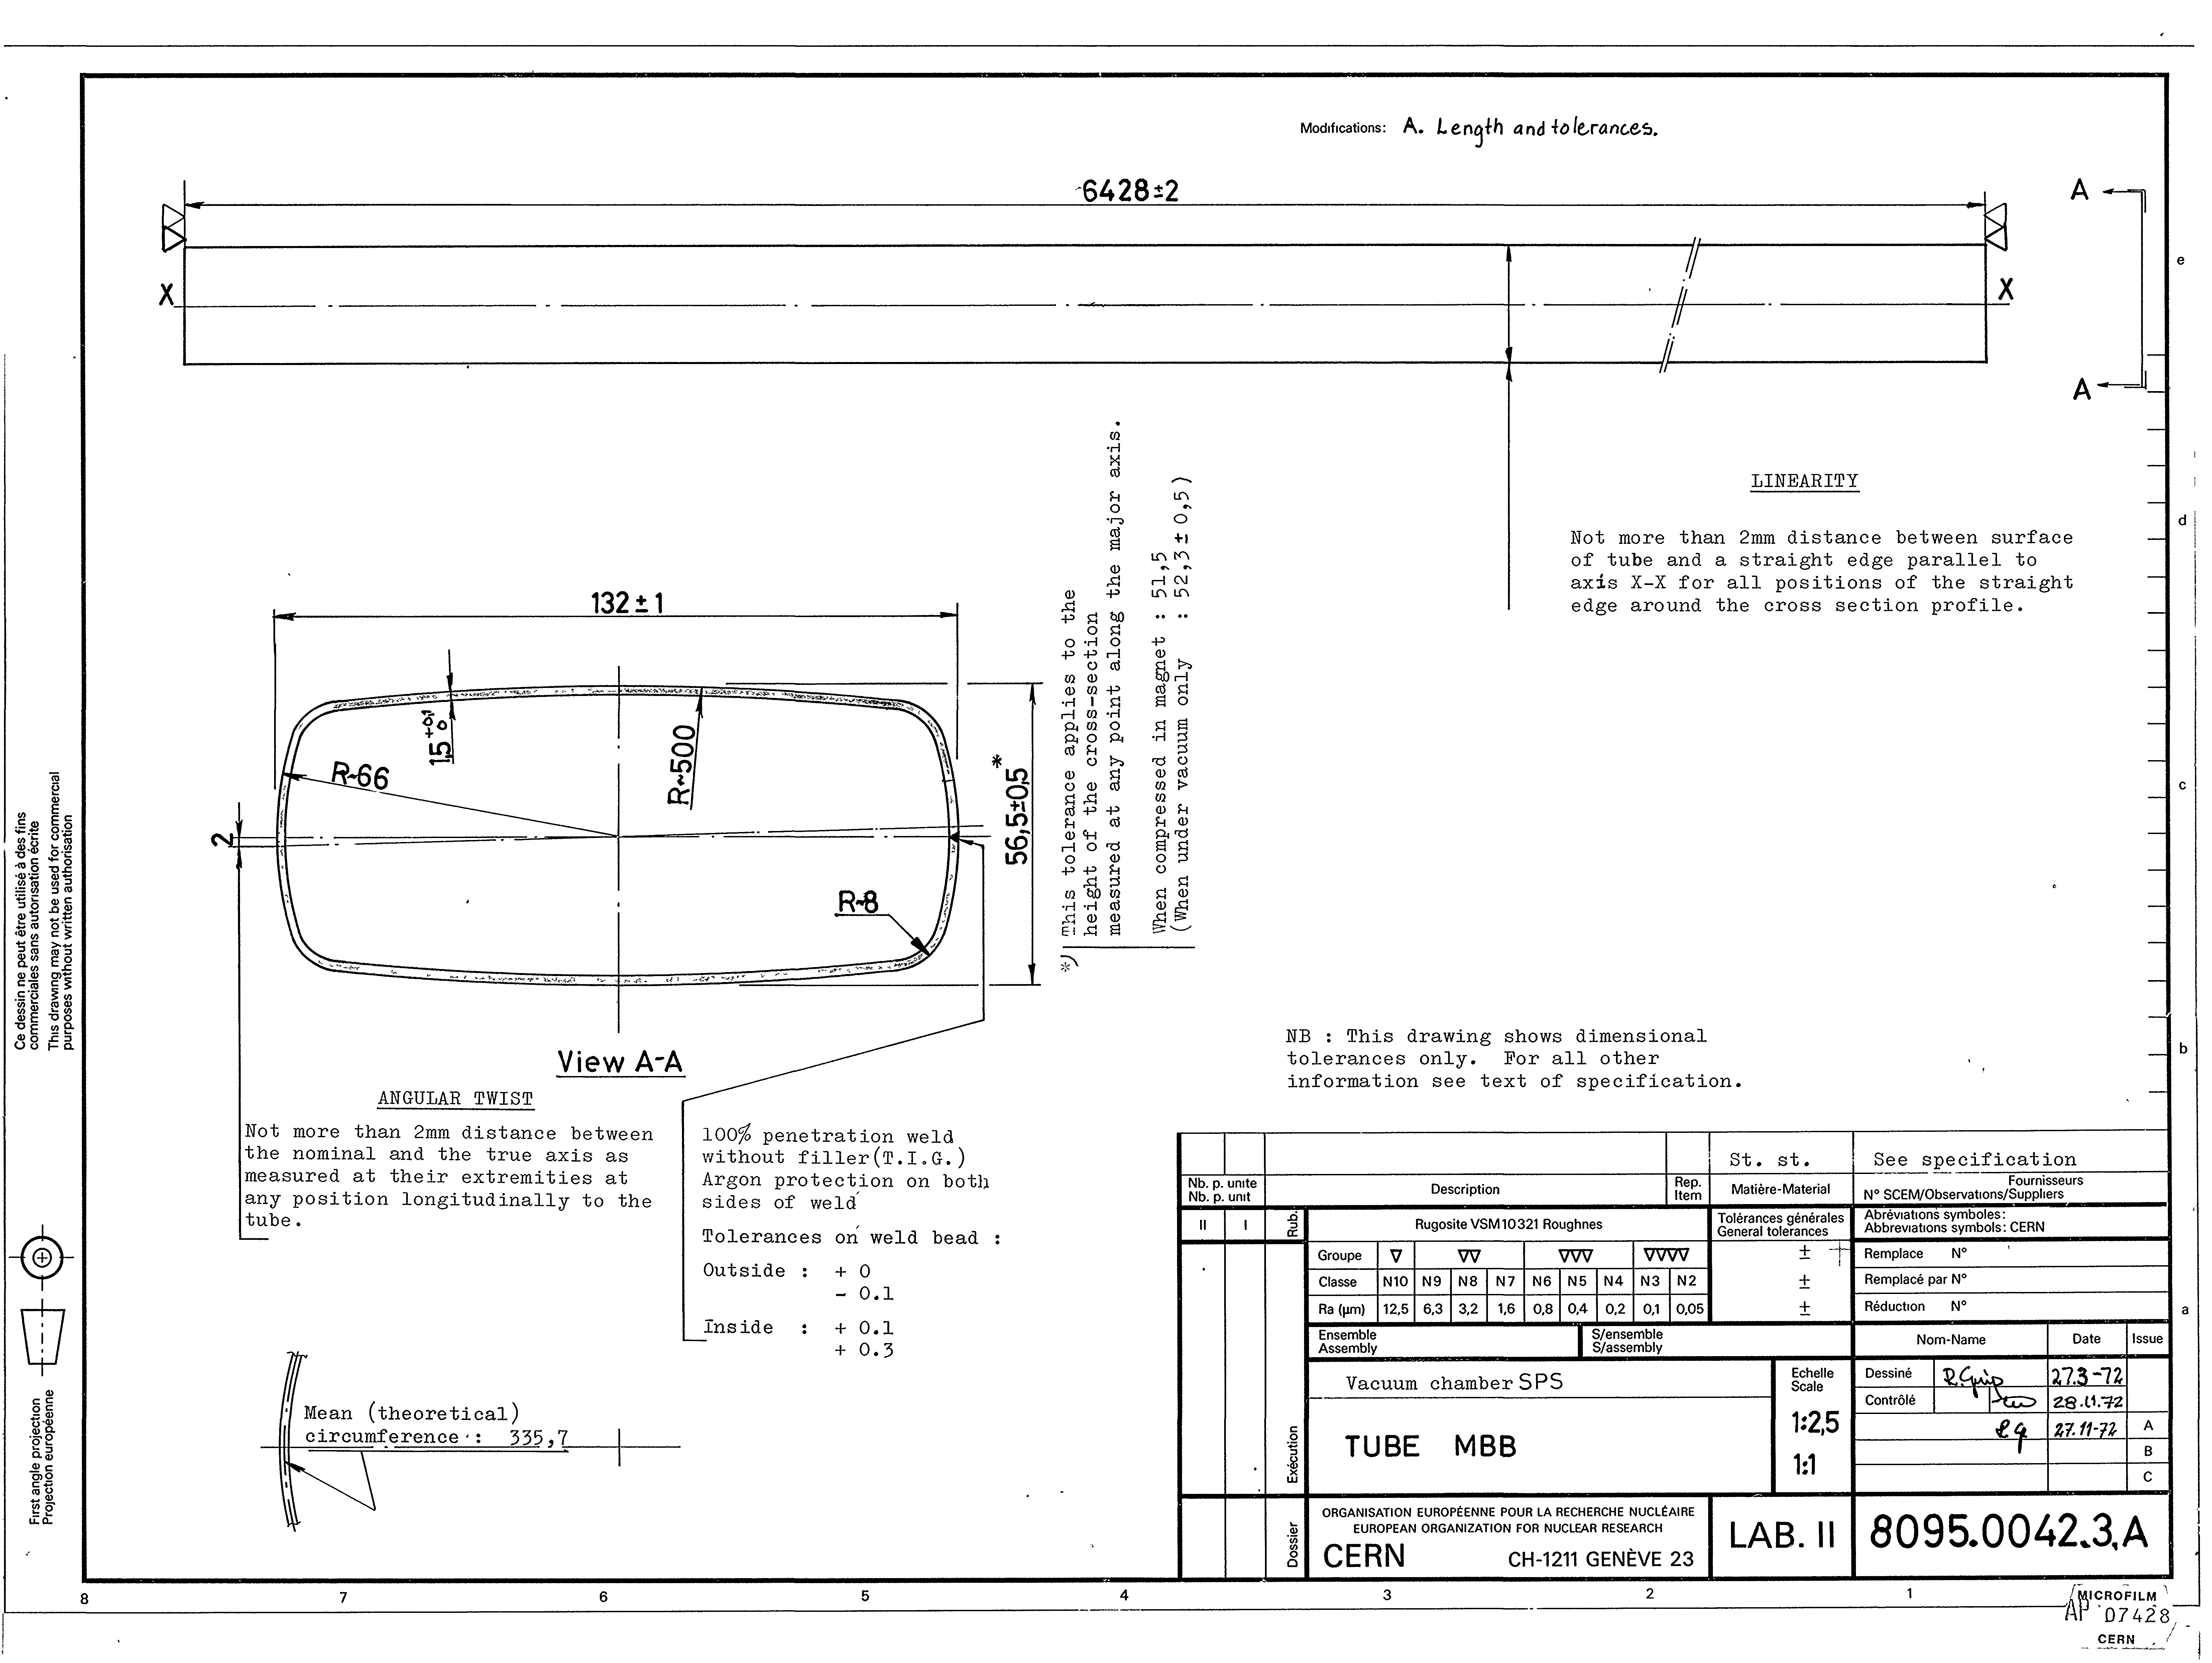 Modifications: A. Length and tolerances.
6428±2
A
A
X
X
e
d
c
b
a
LINEARITY
Not more than 2mm distance between surface
of tube and a straight edge parallel to
axis X-X for all positions of the straight
edge around the cross section profile.
132±1
1,5 +0,1 0
R~66
R~500
R~8
2
56,5±0,5 *
*) This tolerance applies to the
height of the cross-section
measured at any point along the major axis.
When compressed in magnet : 51,5
(When under vacuum only : 52,3 ± 0,5)
View A-A
ANGULAR TWIST
Not more than 2mm distance between
the nominal and the true axis as
measured at their extremities at
any position longitudinally to the
tube.
100% penetration weld
without filler(T.I.G.)
Argon protection on both
sides of weld
Tolerances on weld bead :
Outside : + 0
- 0.1
Inside : + 0.1
+ 0.3
Mean (theoretical)
circumference : 335,7
NB : This drawing shows dimensional
tolerances only. For all other
information see text of specification.
Ce dessin ne peut être utilisé à des fins
commerciales sans autorisation écrite
This drawing may not be used for commercial
purposes without written authorisation
First angle projection
Projection européenne
St. st.
See specification
Nb. p. unité
Nb. p. unit
Description
Rep.
Item
Matière-Material
Fournisseurs
N° SCEM/Observations/Suppliers
II I
Rub.
Rugosite VSM10321 Roughnes
Tolérances générales
General tolerances
Abréviations symboles:
Abbreviations symbols: CERN
Groupe ▽ ▽▽ ▽▽▽ ▽▽▽▽
Classe N10 N9 N8 N7 N6 N5 N4 N3 N2
Ra (µm) 12,5 6,3 3,2 1,6 0,8 0,4 0,2 0,1 0,05
±
±
±
Remplace N°
Remplacé par N°
Réduction N°
Ensemble
Assembly
S/ensemble
S/assembly
Nom-Name
Date
Issue
Vacuum chamber SPS
TUBE MBB
Echelle
Scale
1:2,5
1:1
Dessiné
27.3-72
Contrôlé
28.11.72
27.11-72
A
B
C
Exécution
Dossier
ORGANISATION EUROPÉENNE POUR LA RECHERCHE NUCLÉAIRE
EUROPEAN ORGANIZATION FOR NUCLEAR RESEARCH
CERN CH-1211 GENÈVE 23
LAB. II
8095.0042.3.A
8 7 6 5 4 3 2 1
MICROFILM
AP 07428
CERN